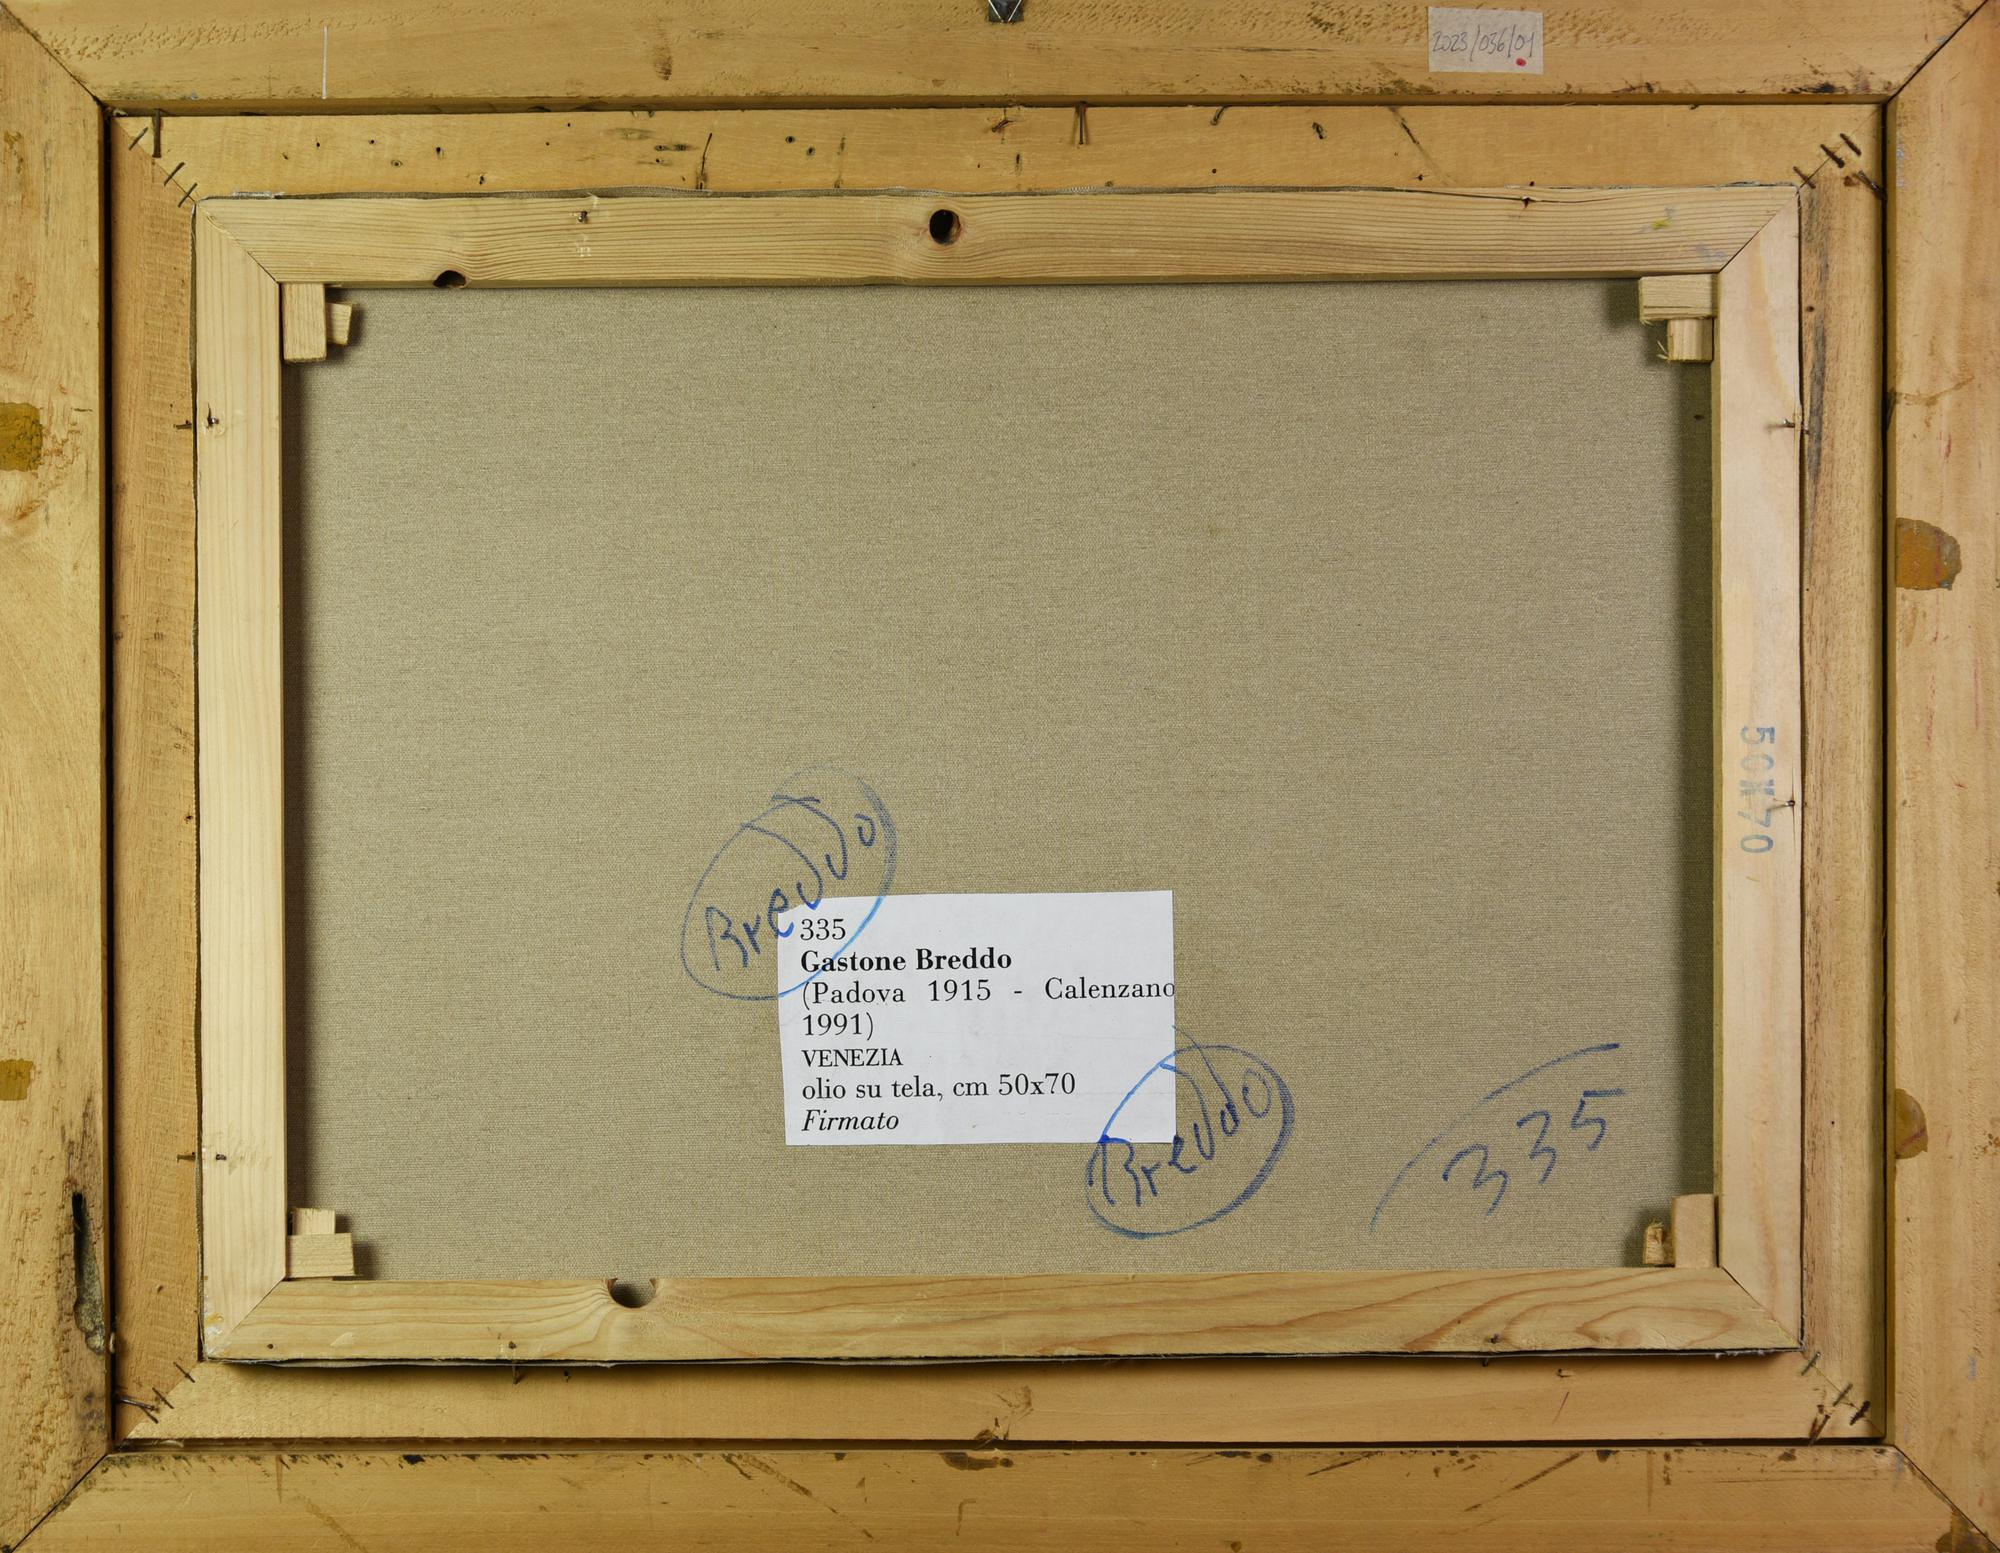 2023/036/01
50X70
Breddo
335
Gastone Breddo
(Padova 1915 - Calenzano
1991)
VENEZIA
olio su tela, cm 50x70
Firmato
Breddo
335